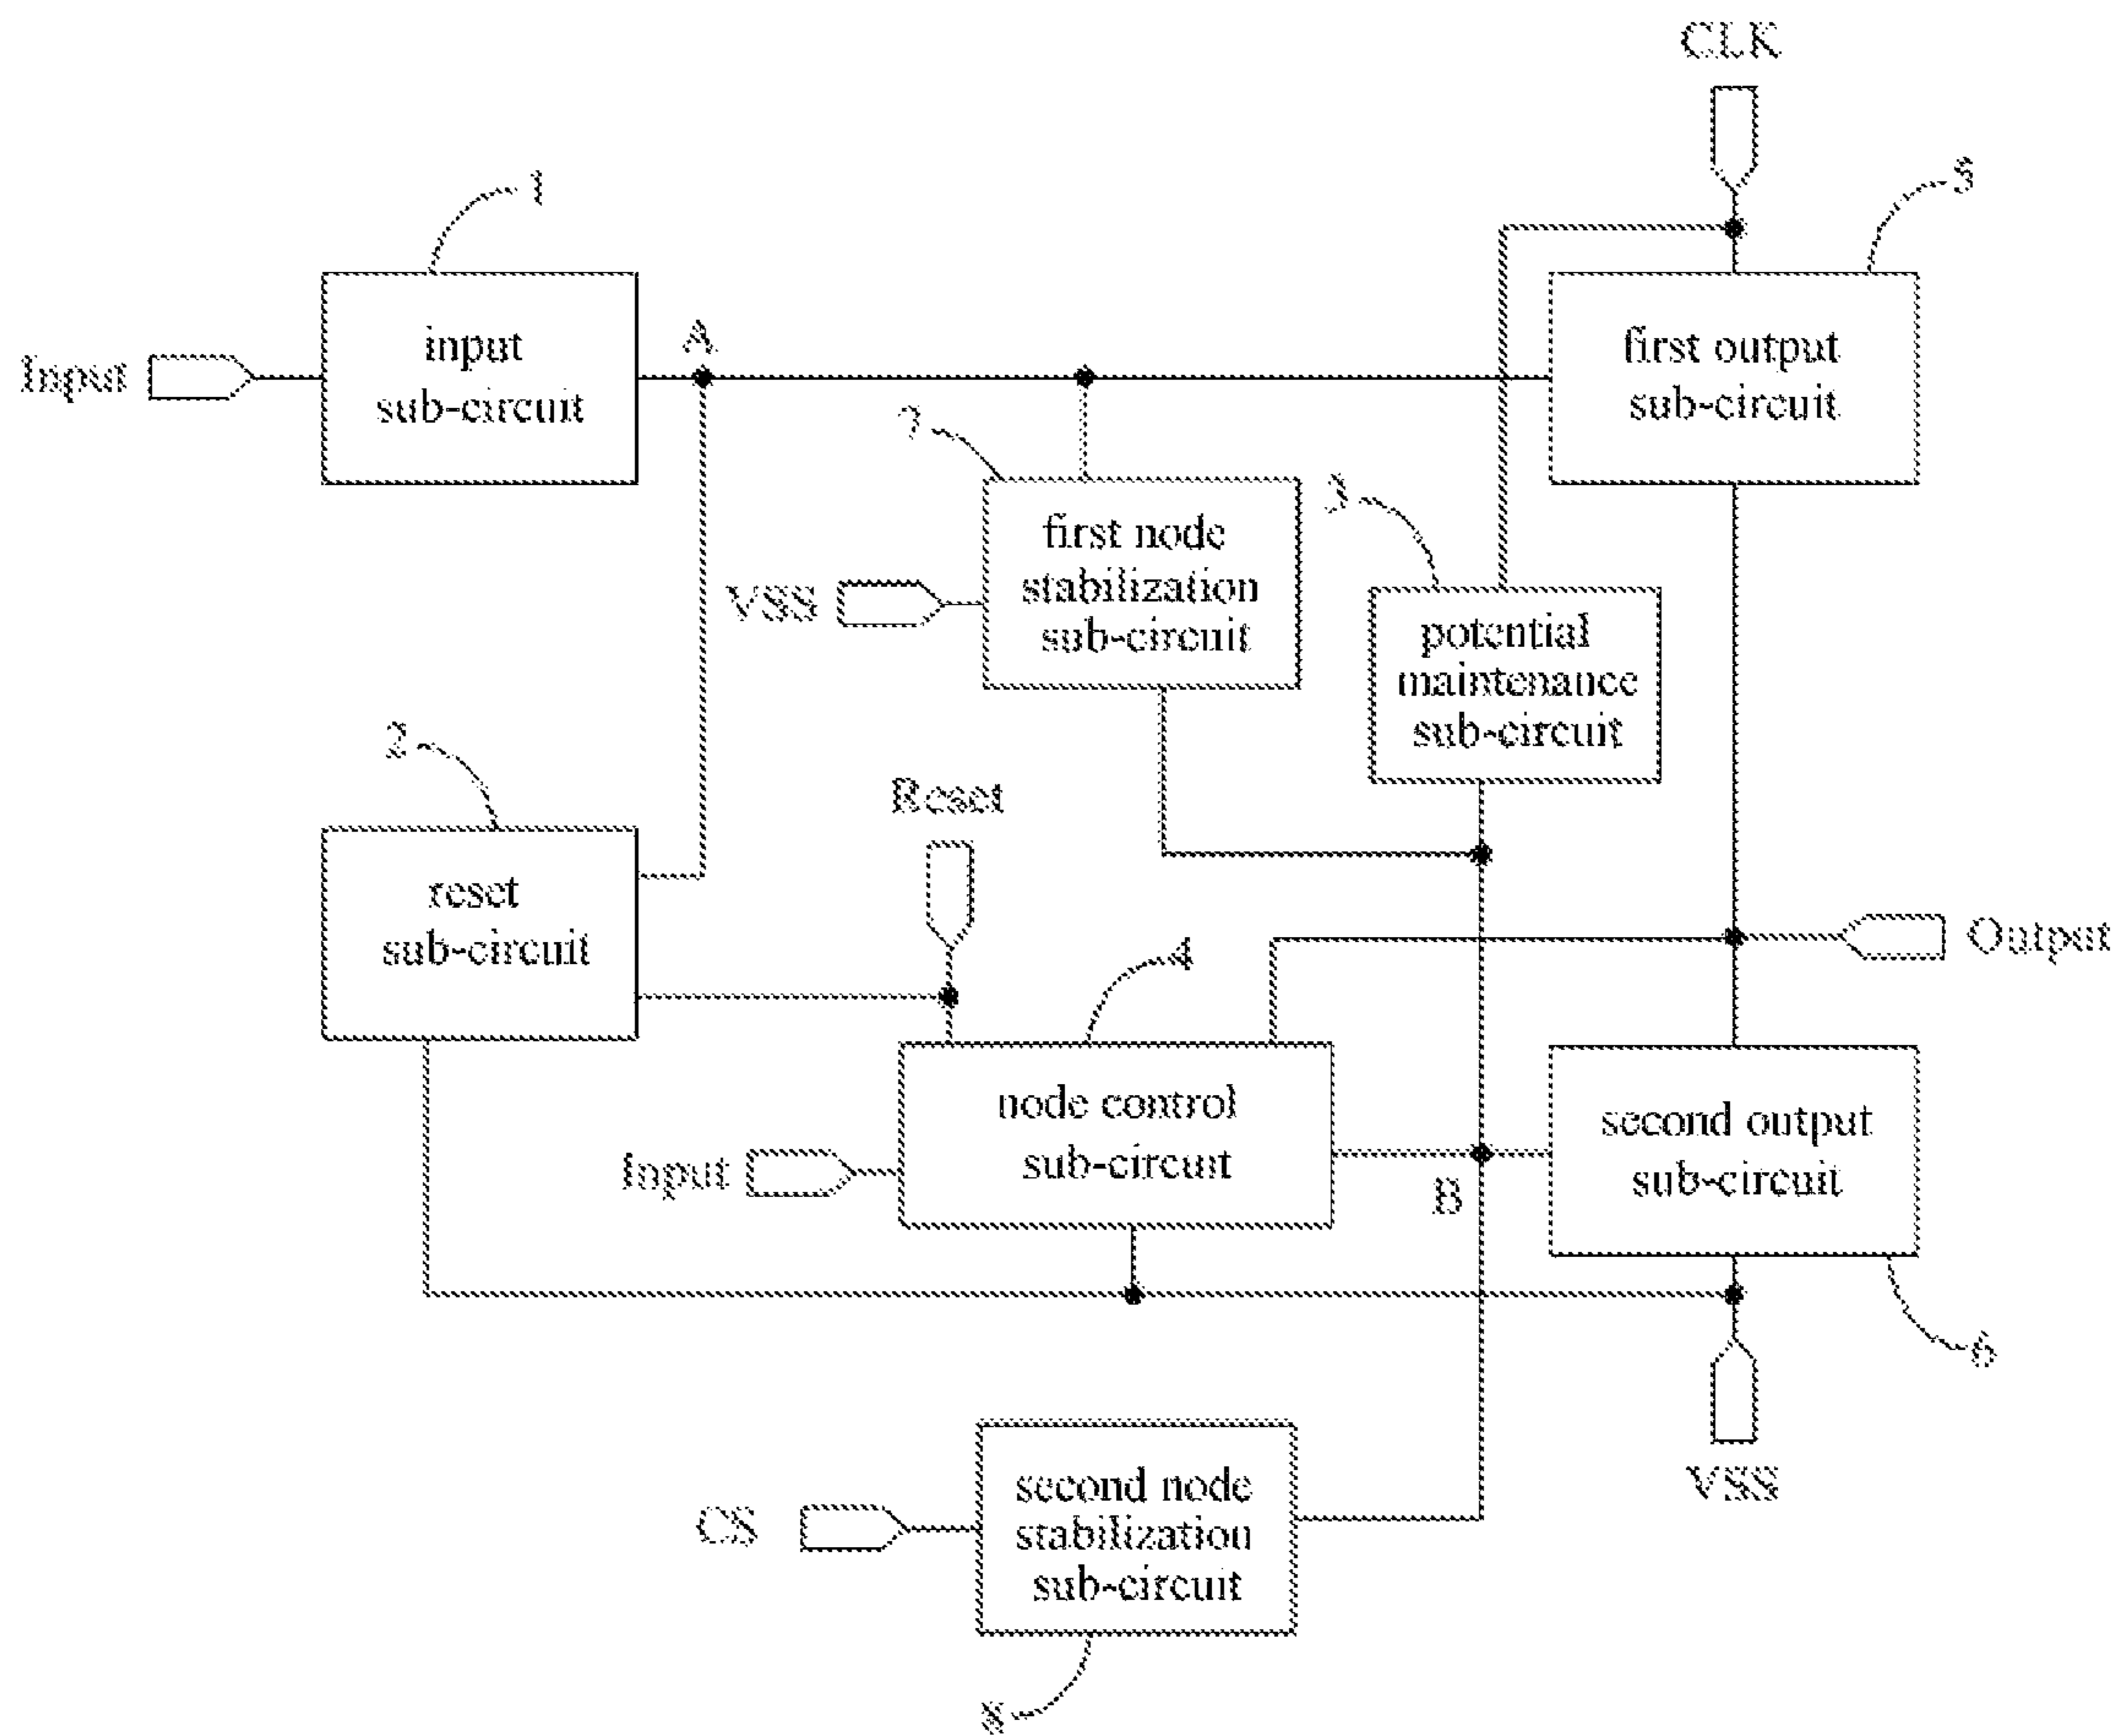 CLK
1
5
input
sub-circuit
A
first output
sub-circuit
Input
7
first node
stabilization
sub-circuit
3
VSS
potential
maintenance
sub-circuit
2
Reset
reset
sub-circuit
4
Output
node control
sub-circuit
second output
sub-circuit
Input
B
6
second node
stabilization
sub-circuit
VSS
CS
8